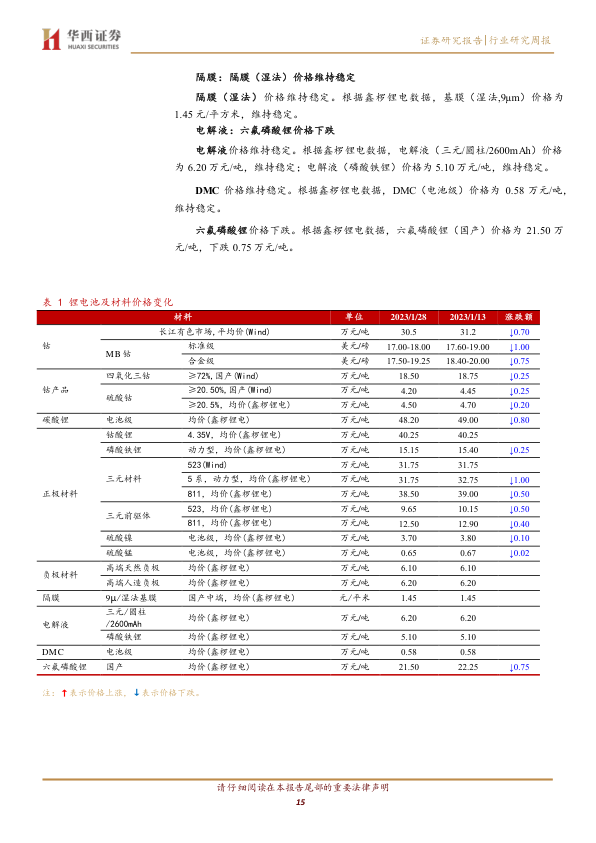 华西证券
HUAXI SECURITIES
证券研究报告|行业研究周报
隔膜：隔膜（湿法）价格维持稳定
隔膜（湿法）价格维持稳定。根据鑫椤锂电数据，基膜（湿法,9μm）价格为
1.45 元/平方米，维持稳定。
电解液：六氟磷酸锂价格下跌
电解液价格维持稳定。根据鑫椤锂电数据，电解液（三元/圆柱/2600mAh）价格
为 6.20 万元/吨，维持稳定；电解液（磷酸铁锂）价格为 5.10 万元/吨，维持稳定。
DMC 价格维持稳定。根据鑫椤锂电数据，DMC（电池级）价格为 0.58 万元/吨，
维持稳定。
六氟磷酸锂价格下跌。根据鑫椤锂电数据，六氟磷酸锂（国产）价格为 21.50 万
元/吨，下跌 0.75 万元/吨。
表 1 锂电池及材料价格变化
材料 单位 2023/1/28 2023/1/13 涨跌额
钴 长江有色市场,平均价(Wind) 万元/吨 30.5 31.2 ↓0.70
MB 钴 标准级 美元/磅 17.00-18.00 17.60-19.00 ↓1.00
合金级 美元/磅 17.50-19.25 18.40-20.00 ↓0.75
钴产品 四氧化三钴 ≥72%,国产(Wind) 万元/吨 18.50 18.75 ↓0.25
硫酸钴 ≥20.50%,国产(Wind) 万元/吨 4.20 4.45 ↓0.25
≥20.5%，均价(鑫椤锂电) 万元/吨 4.50 4.70 ↓0.20
碳酸锂 电池级 均价(鑫椤锂电) 万元/吨 48.20 49.00 ↓0.80
正极材料 钴酸锂 4.35V，均价(鑫椤锂电) 万元/吨 40.25 40.25
磷酸铁锂 动力型，均价(鑫椤锂电) 万元/吨 15.15 15.40 ↓0.25
三元材料 523(Wind) 万元/吨 31.75 31.75
5 系，动力型，均价(鑫椤锂电) 万元/吨 31.75 32.75 ↓1.00
811，均价(鑫椤锂电) 万元/吨 38.50 39.00 ↓0.50
三元前驱体 523，均价(鑫椤锂电) 万元/吨 9.65 10.15 ↓0.50
811，均价(鑫椤锂电) 万元/吨 12.50 12.90 ↓0.40
硫酸镍 电池级，均价(鑫椤锂电) 万元/吨 3.70 3.80 ↓0.10
硫酸锰 电池级，均价(鑫椤锂电) 万元/吨 0.65 0.67 ↓0.02
负极材料 高端天然负极 均价(鑫椤锂电) 万元/吨 6.10 6.10
高端人造负极 均价(鑫椤锂电) 万元/吨 6.20 6.20
隔膜 9μ/湿法基膜 国产中端，均价(鑫椤锂电) 元/平米 1.45 1.45
电解液 三元/圆柱
/2600mAh 均价(鑫椤锂电) 万元/吨 6.20 6.20
磷酸铁锂 均价(鑫椤锂电) 万元/吨 5.10 5.10
DMC 电池级 均价(鑫椤锂电) 万元/吨 0.58 0.58
六氟磷酸锂 国产 均价(鑫椤锂电) 万元/吨 21.50 22.25 ↓0.75
注：↑表示价格上涨，↓表示价格下跌。
请仔细阅读在本报告尾部的重要法律声明
15